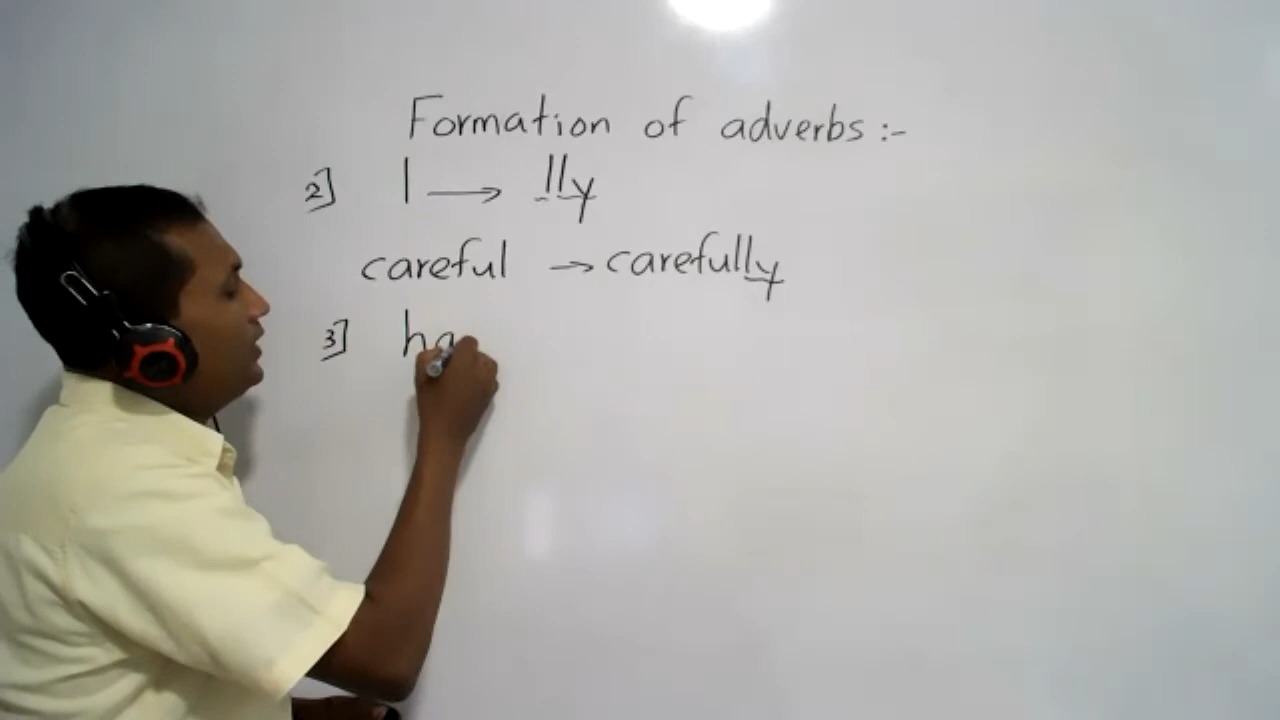 Formation of adverbs :-
2] l → lly
careful → carefully
3] ha